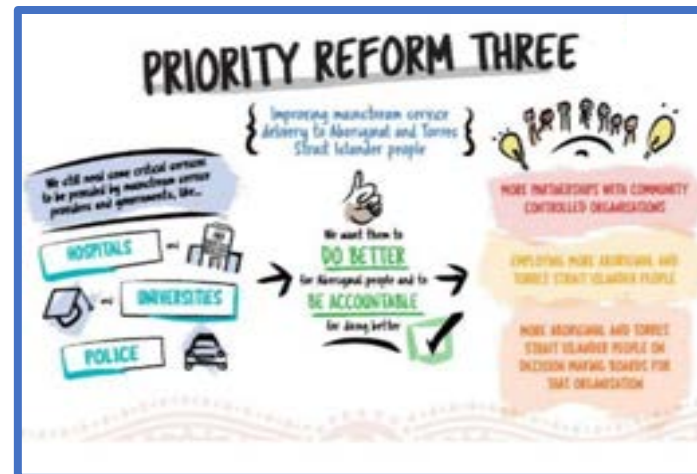 PRIORITY REFORM THREE
Improving mainstream service
delivery to Aboriginal and Torres
Strait Islander people
We still need some critical services
to be provided by mainstream service
providers and governments, like...
HOSPITALS and
and UNIVERSITIES
POLICE
We want them to
DO BETTER
for Aboriginal people and to
BE ACCOUNTABLE
for doing better
MORE PARTNERSHIPS WITH COMMUNITY
CONTROLLED ORGANISATIONS
EMPLOYING MORE ABORIGINAL AND
TORRES STRAIT ISLANDER PEOPLE
MORE ABORIGINAL AND TORRES
STRAIT ISLANDER PEOPLE ON
DECISION MAKING BOARDS FOR
THAT ORGANISATION